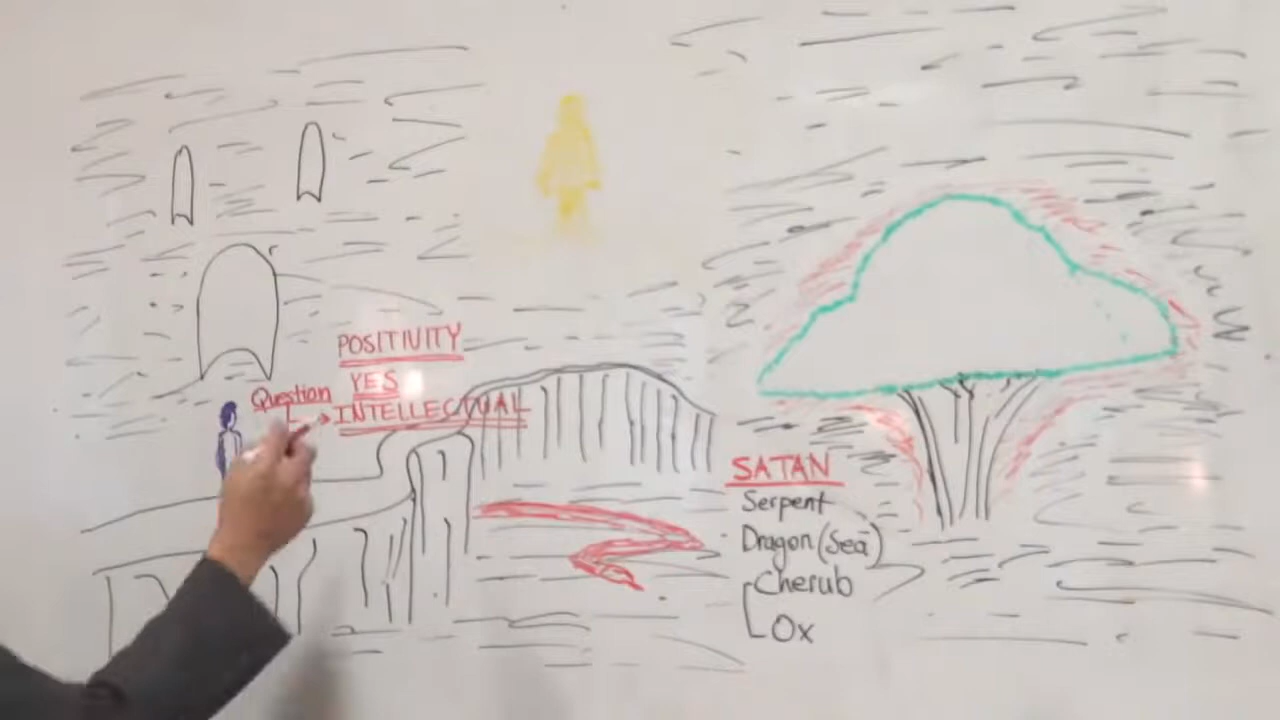 POSITIVITY
YES
Question
INTELLECTUAL
SATAN
Serpent
Dragon (Sea)
Cherub
Ox